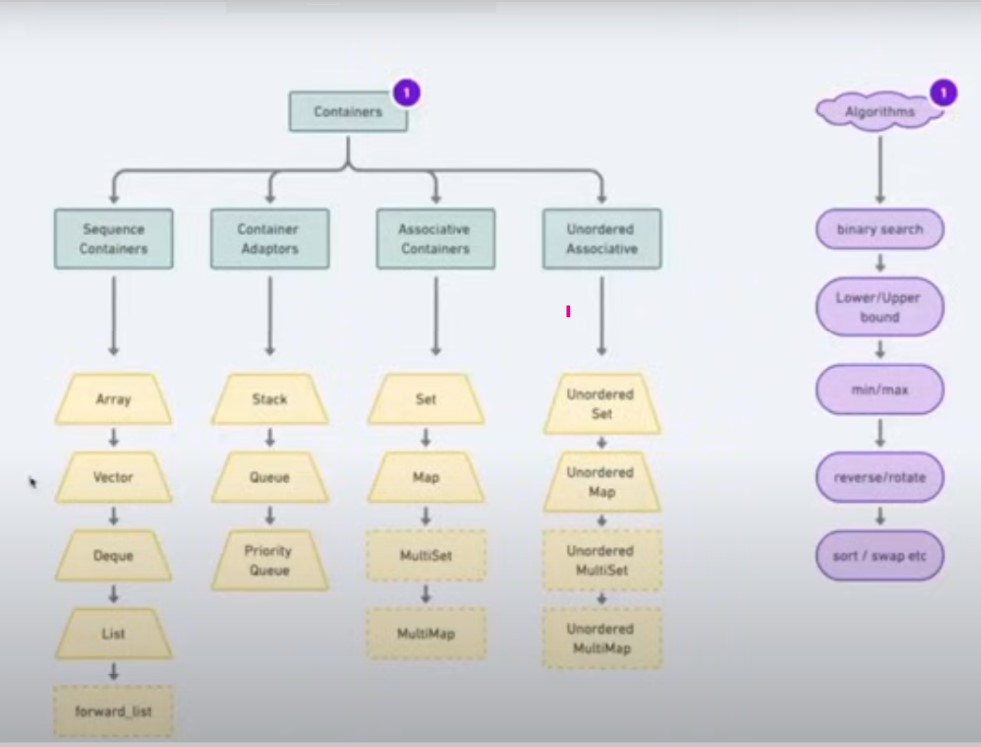 Containers
1
Algorithms
1
Sequence
Containers
Container
Adaptors
Associative
Containers
Unordered
Associative
binary search
Lower/Upper
bound
Array
Stack
Set
Unordered
Set
min/max
Vector
Queue
Map
Unordered
Map
reverse/rotate
Deque
Priority
Queue
MultiSet
Unordered
MultiSet
sort / swap etc
List
MultiMap
Unordered
MultiMap
forward_list